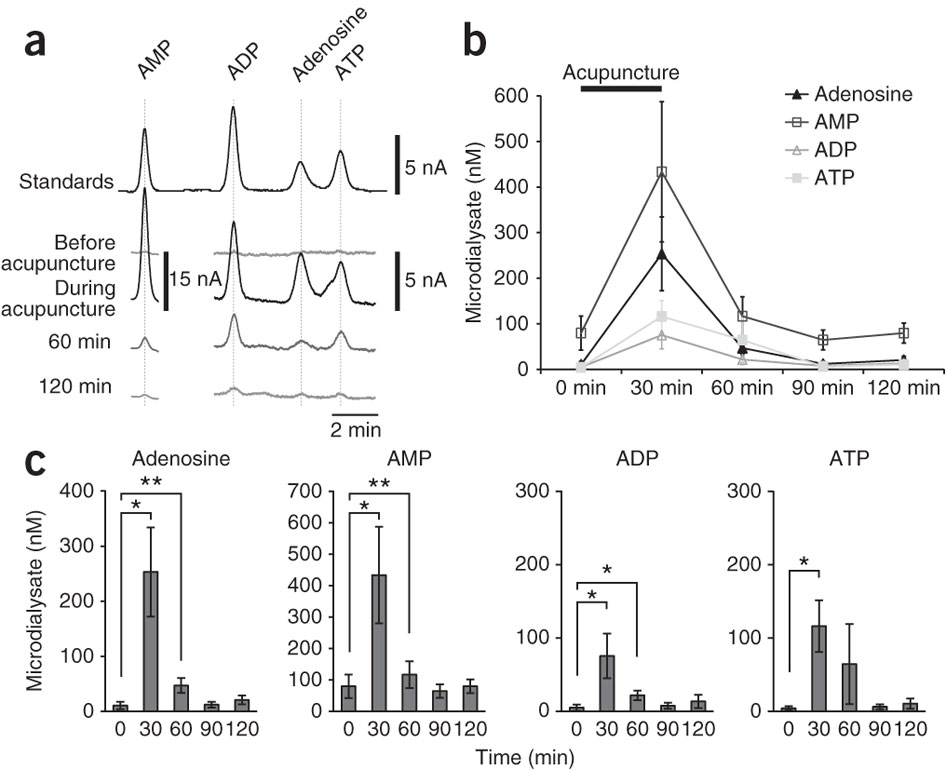 a
AMP
ADP
Adenosine
ATP
Standards
5 nA
Before
acupuncture
During
acupuncture
15 nA
5 nA
60 min
120 min
2 min
b
Acupuncture
Microdialysate (nM)
600
500
400
300
200
100
0
0 min 30 min 60 min 90 min 120 min
Adenosine
AMP
ADP
ATP
c
Adenosine
Microdialysate (nM)
400
300
200
100
0
**
*
0 30 60 90 120
AMP
700
600
500
400
300
200
100
0
**
*
0 30 60 90 120
ADP
300
200
100
0
*
*
0 30 60 90 120
ATP
300
200
100
0
*
0 30 60 90 120
Time (min)